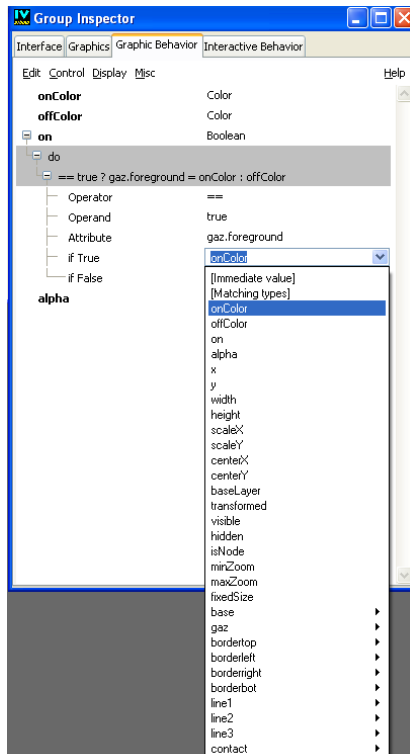 Group Inspector
Interface Graphics Graphic Behavior Interactive Behavior
Edit Control Display Misc Help
onColor Color
offColor Color
on Boolean
do
== true ? gaz.foreground = onColor : offColor
Operator ==
Operand true
Attribute gaz.foreground
if True onColor
if False
alpha
[Immediate value]
[Matching types]
onColor
offColor
on
alpha
x
y
width
height
scaleX
scaleY
centerX
centerY
baseLayer
transformed
visible
hidden
isNode
minZoom
maxZoom
fixedSize
base
gaz
bordertop
borderleft
borderright
borderbot
line1
line2
line3
contact